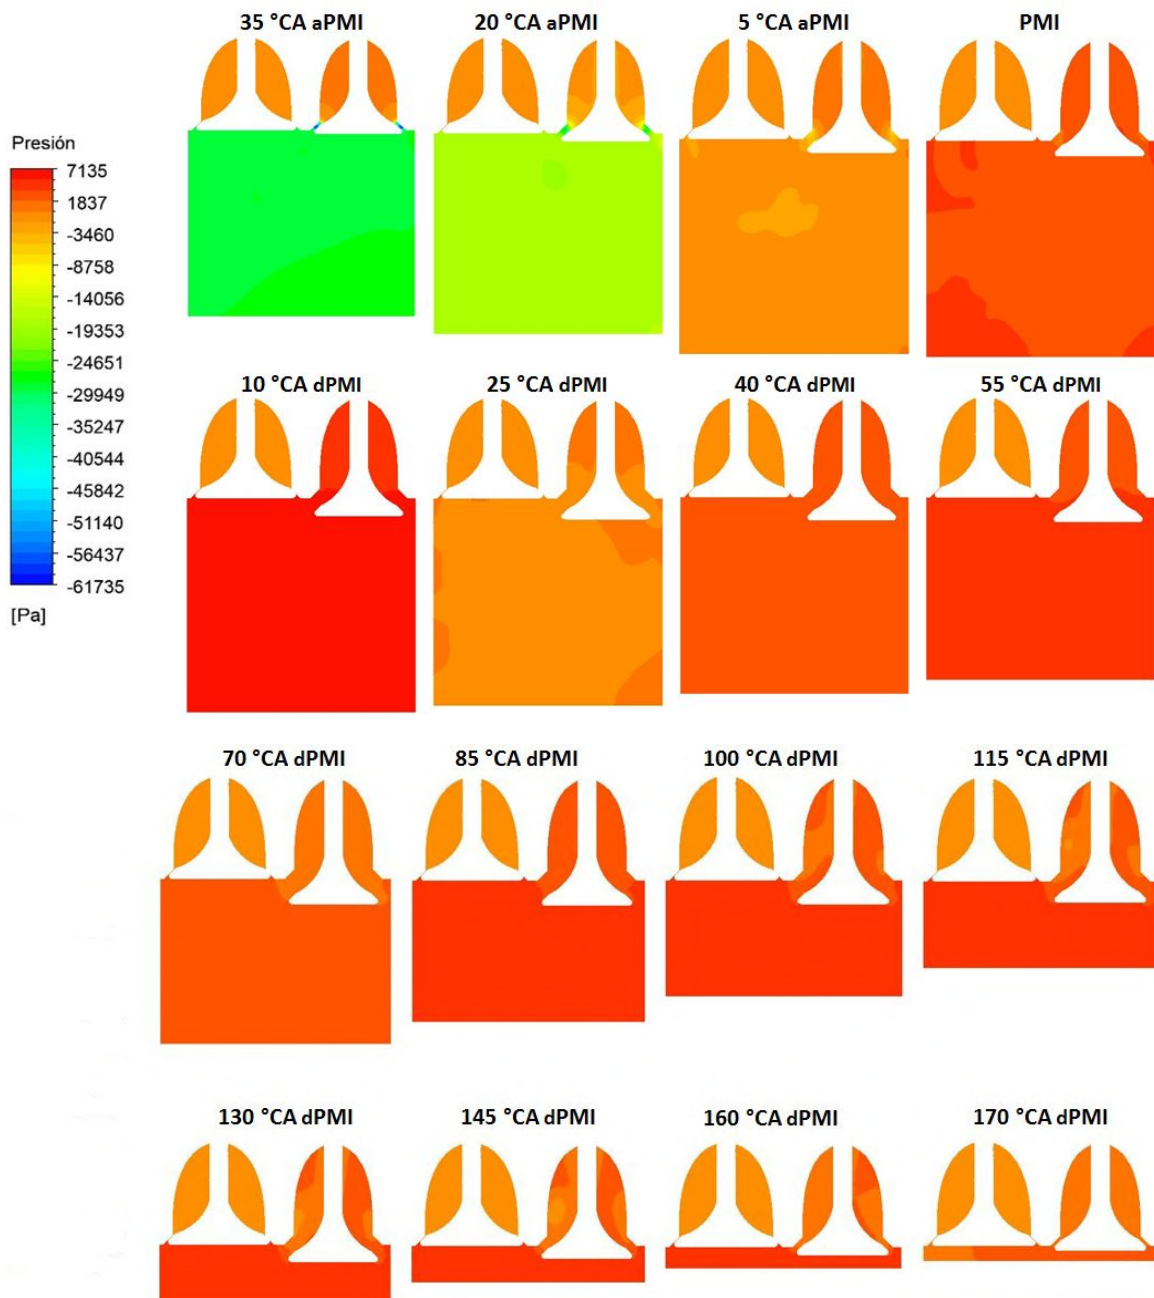 35 °CA aPMI
20 °CA aPMI
5 °CA aPMI
PMI
Presión
7135
1837
-3460
-8758
-14056
-19353
-24651
-29949
-35247
-40544
-45842
-51140
-56437
-61735
[Pa]
10 °CA dPMI
25 °CA dPMI
40 °CA dPMI
55 °CA dPMI
70 °CA dPMI
85 °CA dPMI
100 °CA dPMI
115 °CA dPMI
130 °CA dPMI
145 °CA dPMI
160 °CA dPMI
170 °CA dPMI